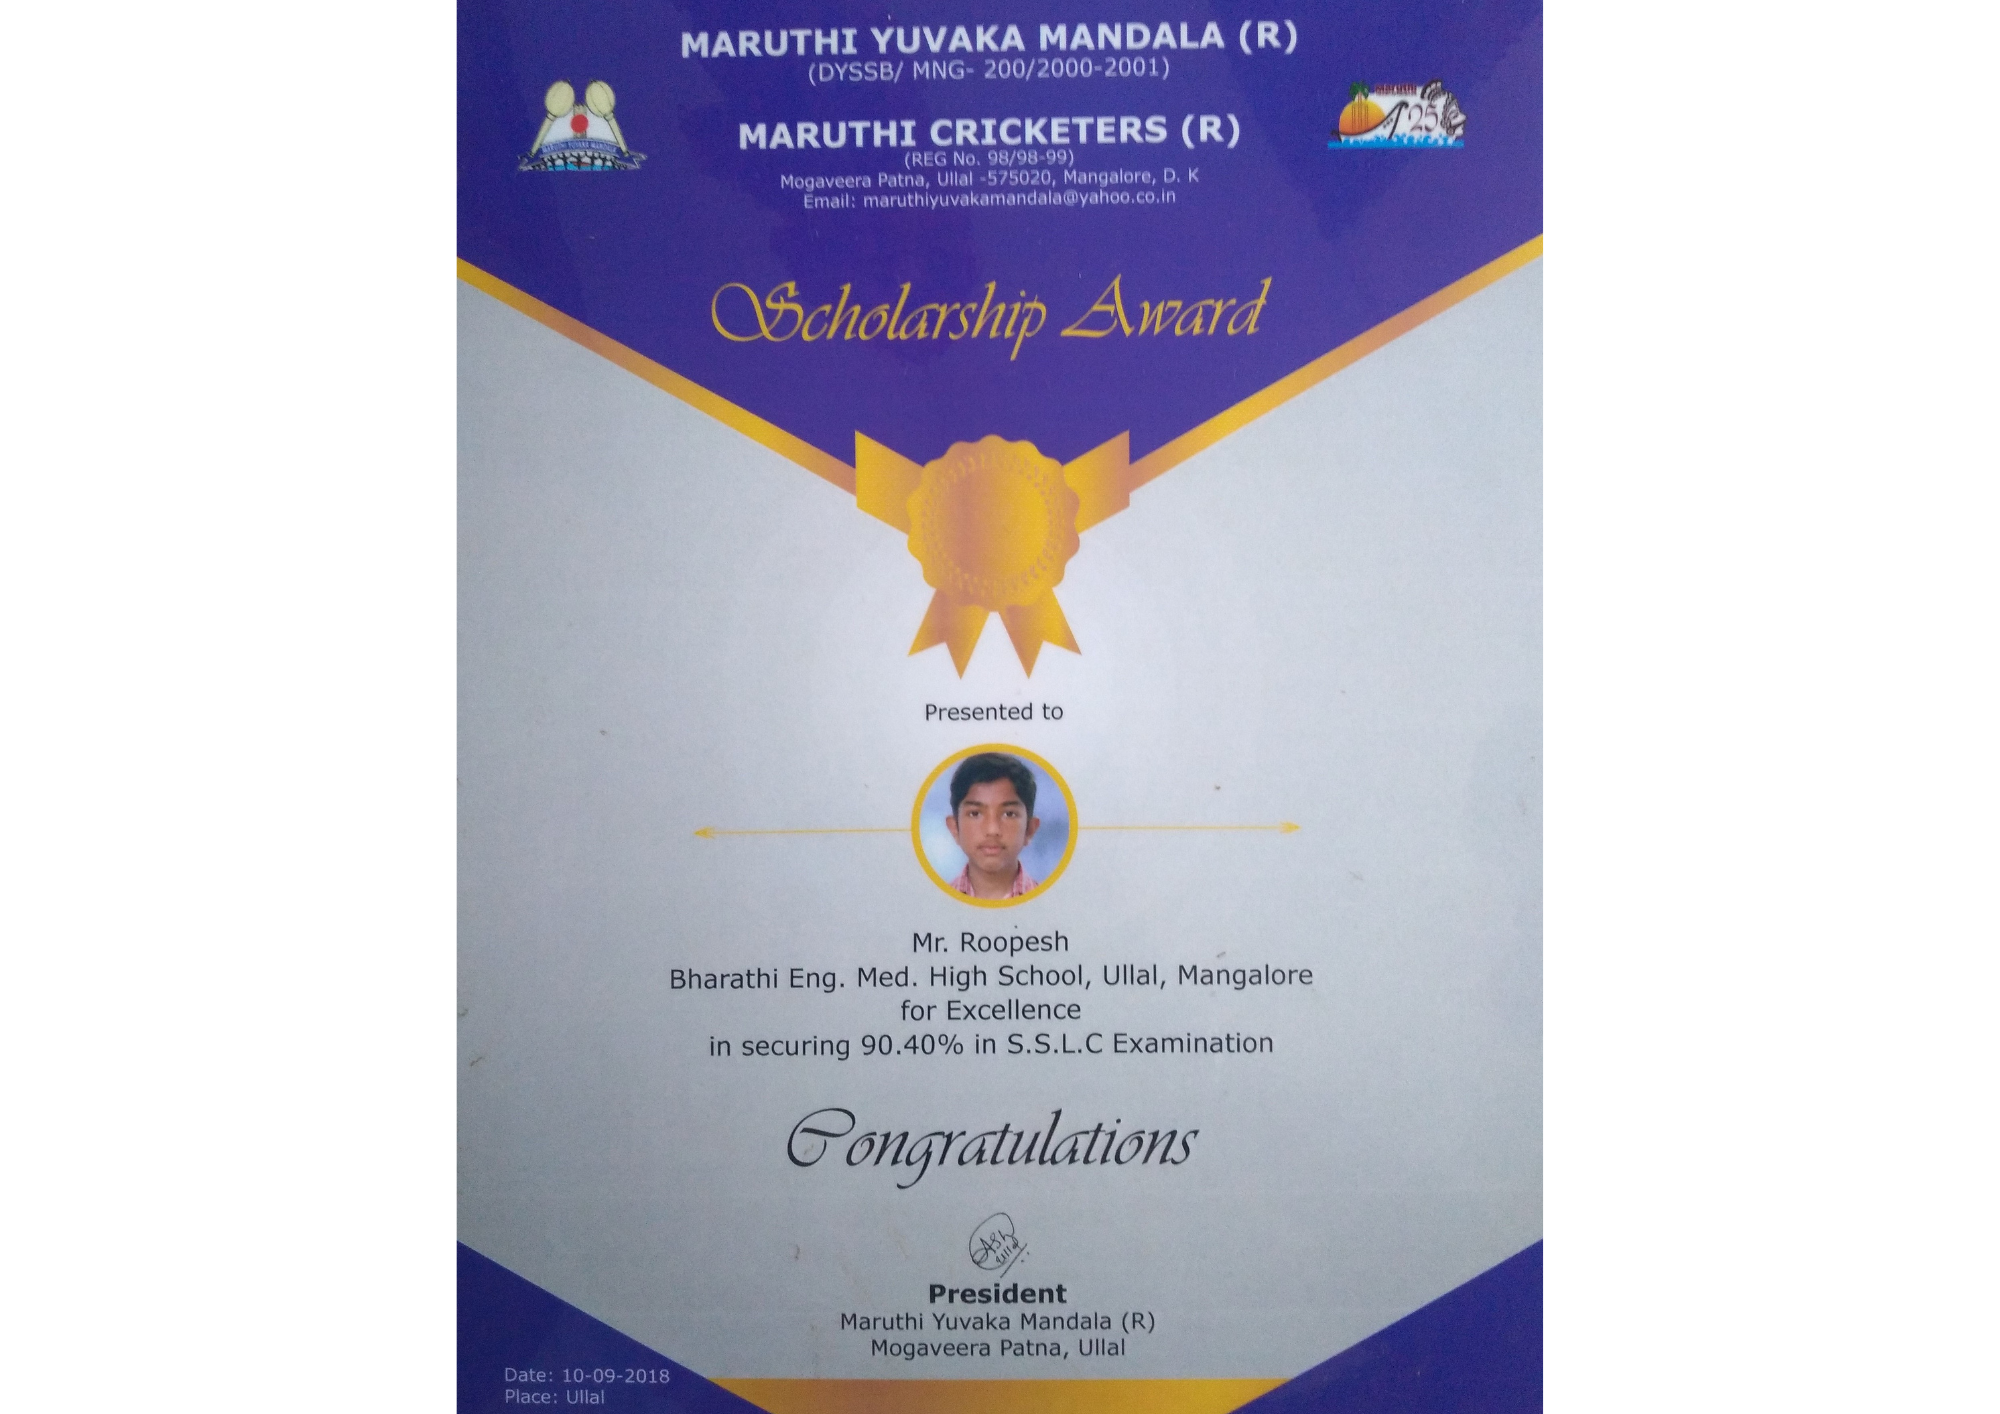 MARUTHI YUVAKA MANDALA (R)
(DYSSB/ MNG- 200/2000-2001)
MARUTHI YUVAKA MANDALA
MARUTHI
25
MARUTHI CRICKETERS (R)
(REG No. 98/98-99)
Mogaveera Patna, Ullal -575020, Mangalore, D. K
Email: maruthiyuvakamandala@yahoo.co.in
Scholarship Award
Presented to
Mr. Roopesh
Bharathi Eng. Med. High School, Ullal, Mangalore
for Excellence
in securing 90.40% in S.S.L.C Examination
Congratulations
President
Maruthi Yuvaka Mandala (R)
Mogaveera Patna, Ullal
Date: 10-09-2018
Place: Ullal